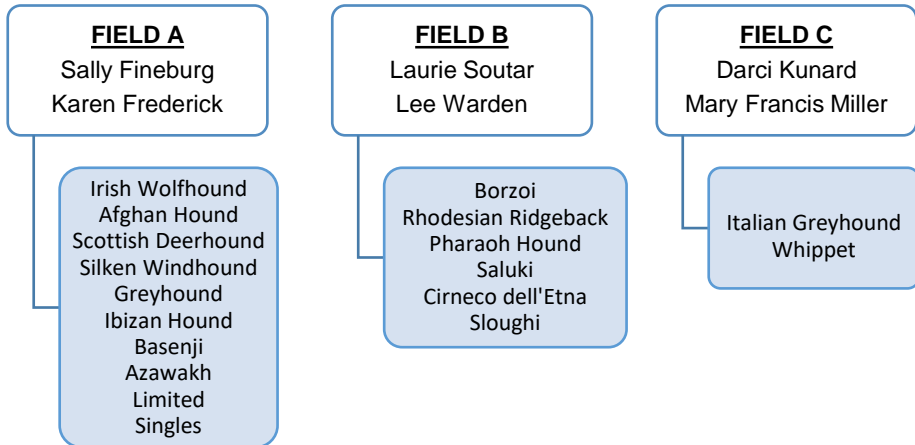 FIELD A
Sally Fineburg
Karen Frederick
Irish Wolfhound
Afghan Hound
Scottish Deerhound
Silken Windhound
Greyhound
Ibizan Hound
Basenji
Azawakh
Limited
Singles
FIELD B
Laurie Soutar
Lee Warden
Borzoi
Rhodesian Ridgeback
Pharaoh Hound
Saluki
Cirneco dell'Etna
Sloughi
FIELD C
Darci Kunard
Mary Francis Miller
Italian Greyhound
Whippet